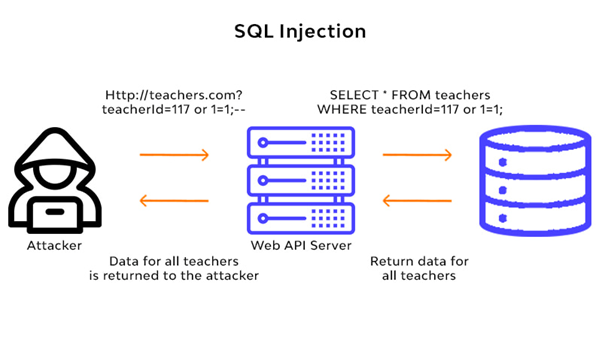 SQL Injection
Http://teachers.com?
teacherId=117 or 1=1;--
SELECT * FROM teachers
WHERE teacherId=117 or 1=1;
Attacker
Web API Server
Data for all teachers
is returned to the attacker
Return data for
all teachers